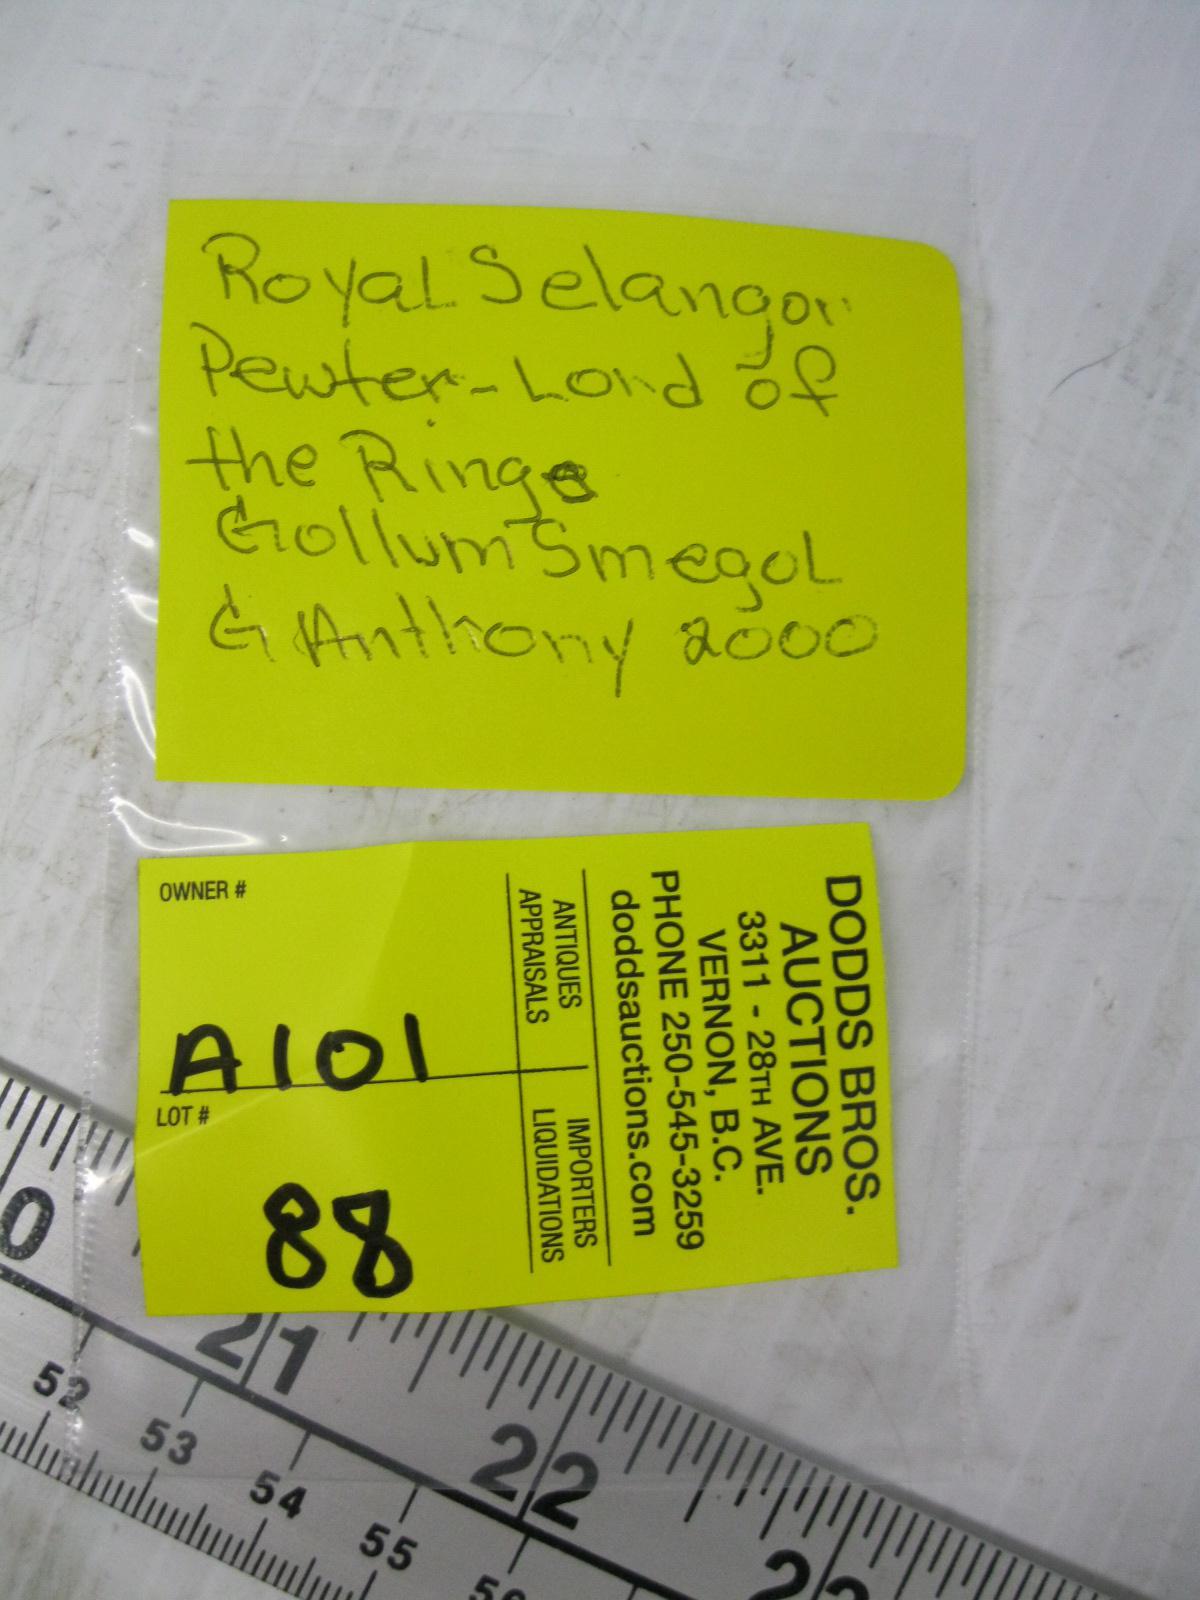 Royal Selangor
Pewter - Lord of
the Rings
Gollum Smegol
G Anthony 2000
OWNER #
A101
LOT #
88
DODDS BROS.
AUCTIONS
3311 - 28TH AVE.
VERNON, B.C.
PHONE 250-545-3259
doddsauctions.com
ANTIQUES
APPRAISALS
IMPORTERS
LIQUIDATIONS
0 21 22
52 53 54 55